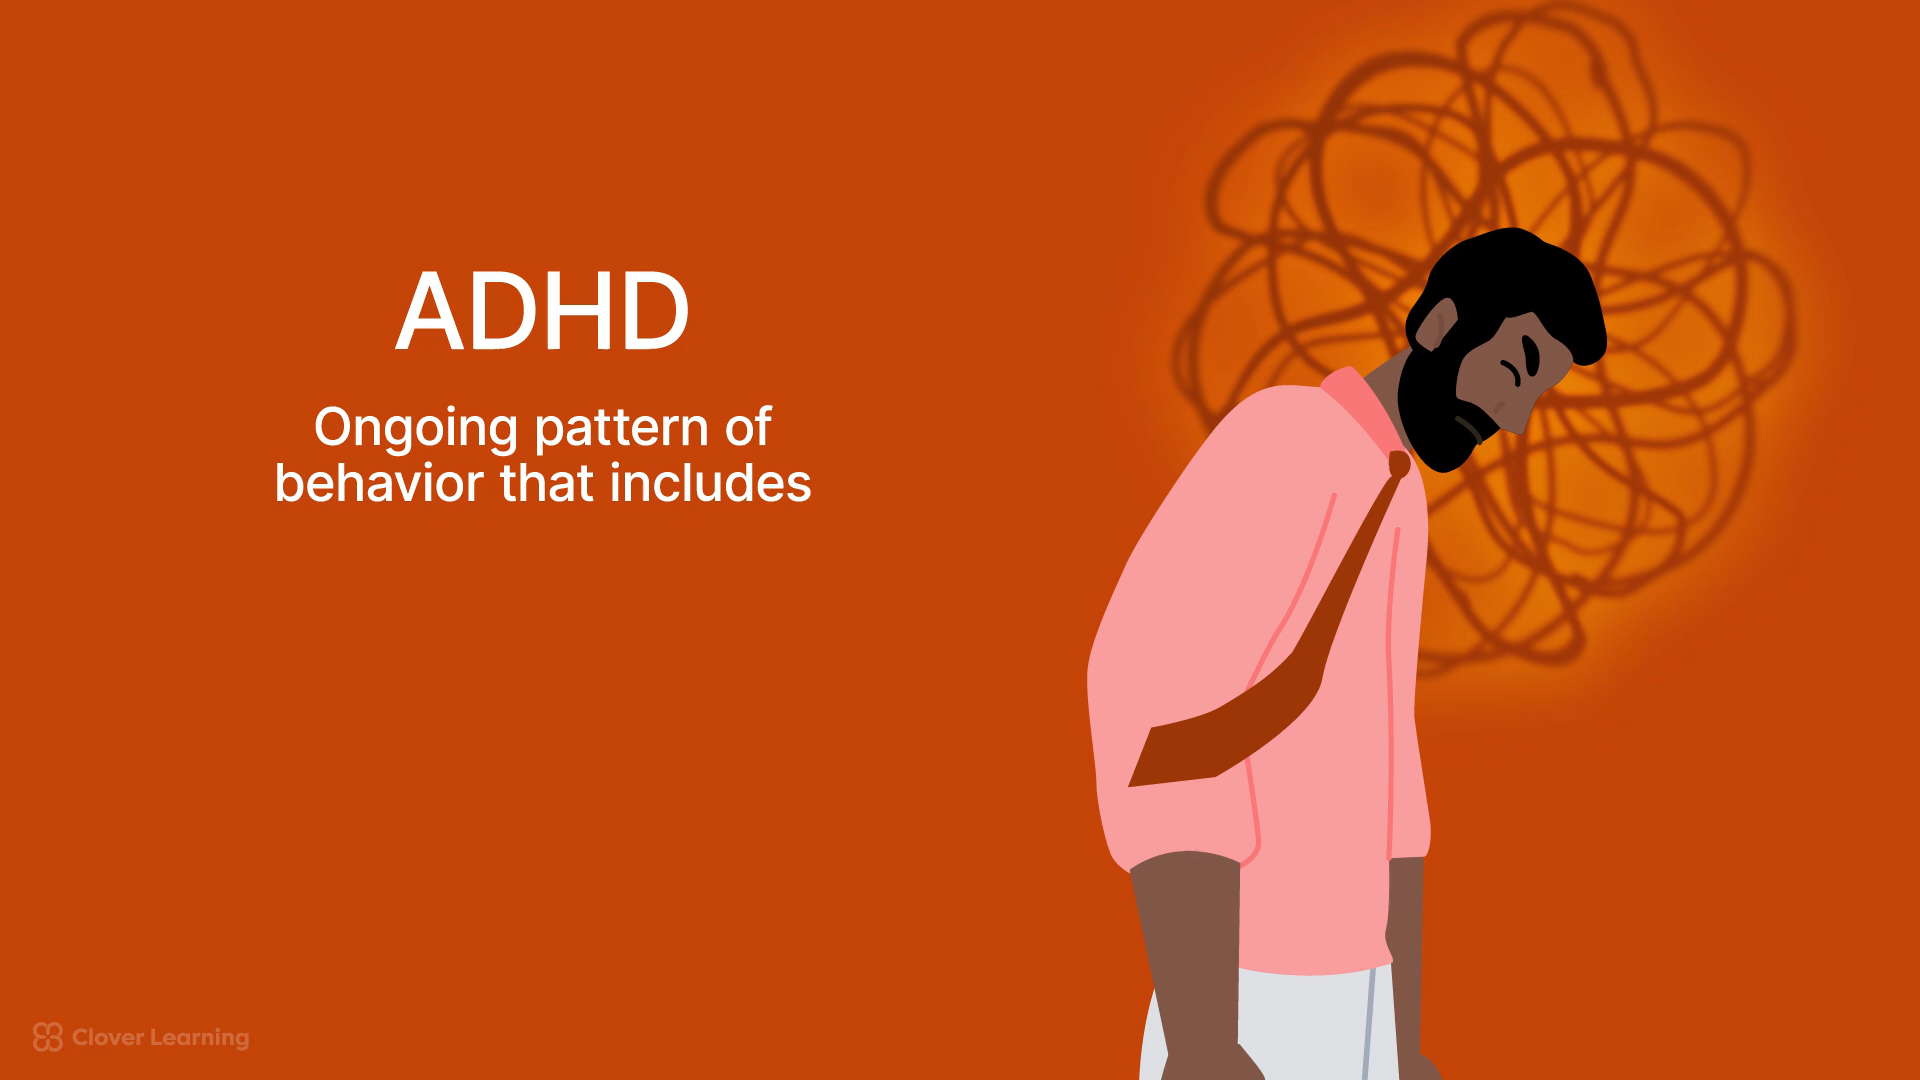 ADHD
Ongoing pattern of
behavior that includes
Clover Learning